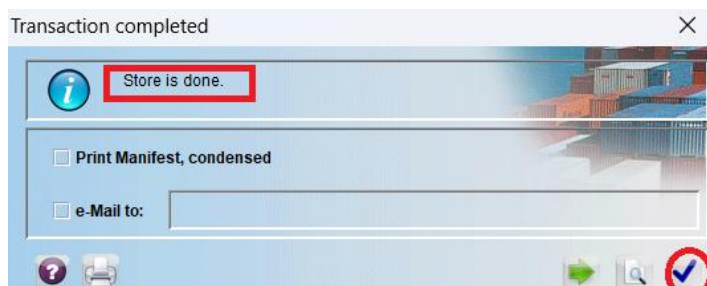 Transaction completed
Store is done.
Print Manifest, condensed
e-Mail to: